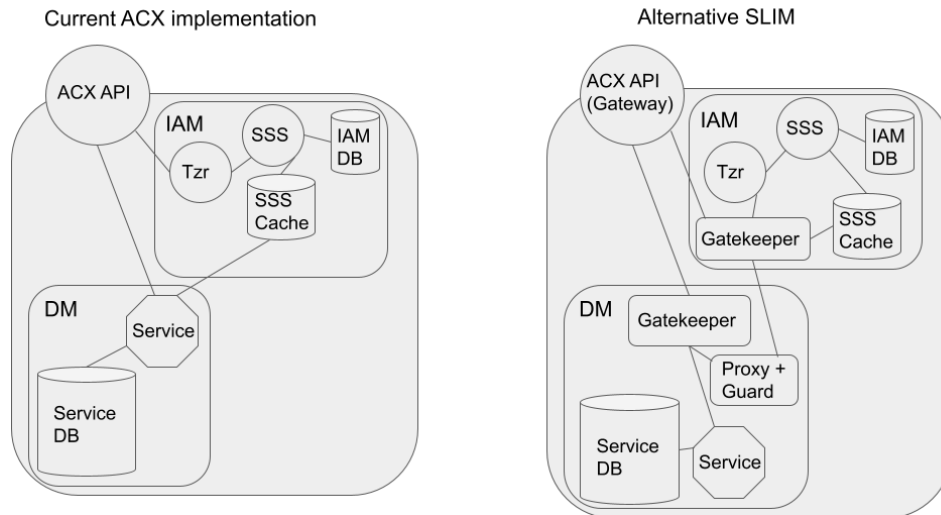 Current ACX implementation
ACX API
IAM
SSS
IAM
DB
Tzr
SSS
Cache
DM
Service
Service
DB
Alternative SLIM
ACX API
(Gateway)
IAM
SSS
IAM
DB
Tzr
SSS
Cache
Gatekeeper
DM
Gatekeeper
Proxy +
Guard
Service
DB
Service